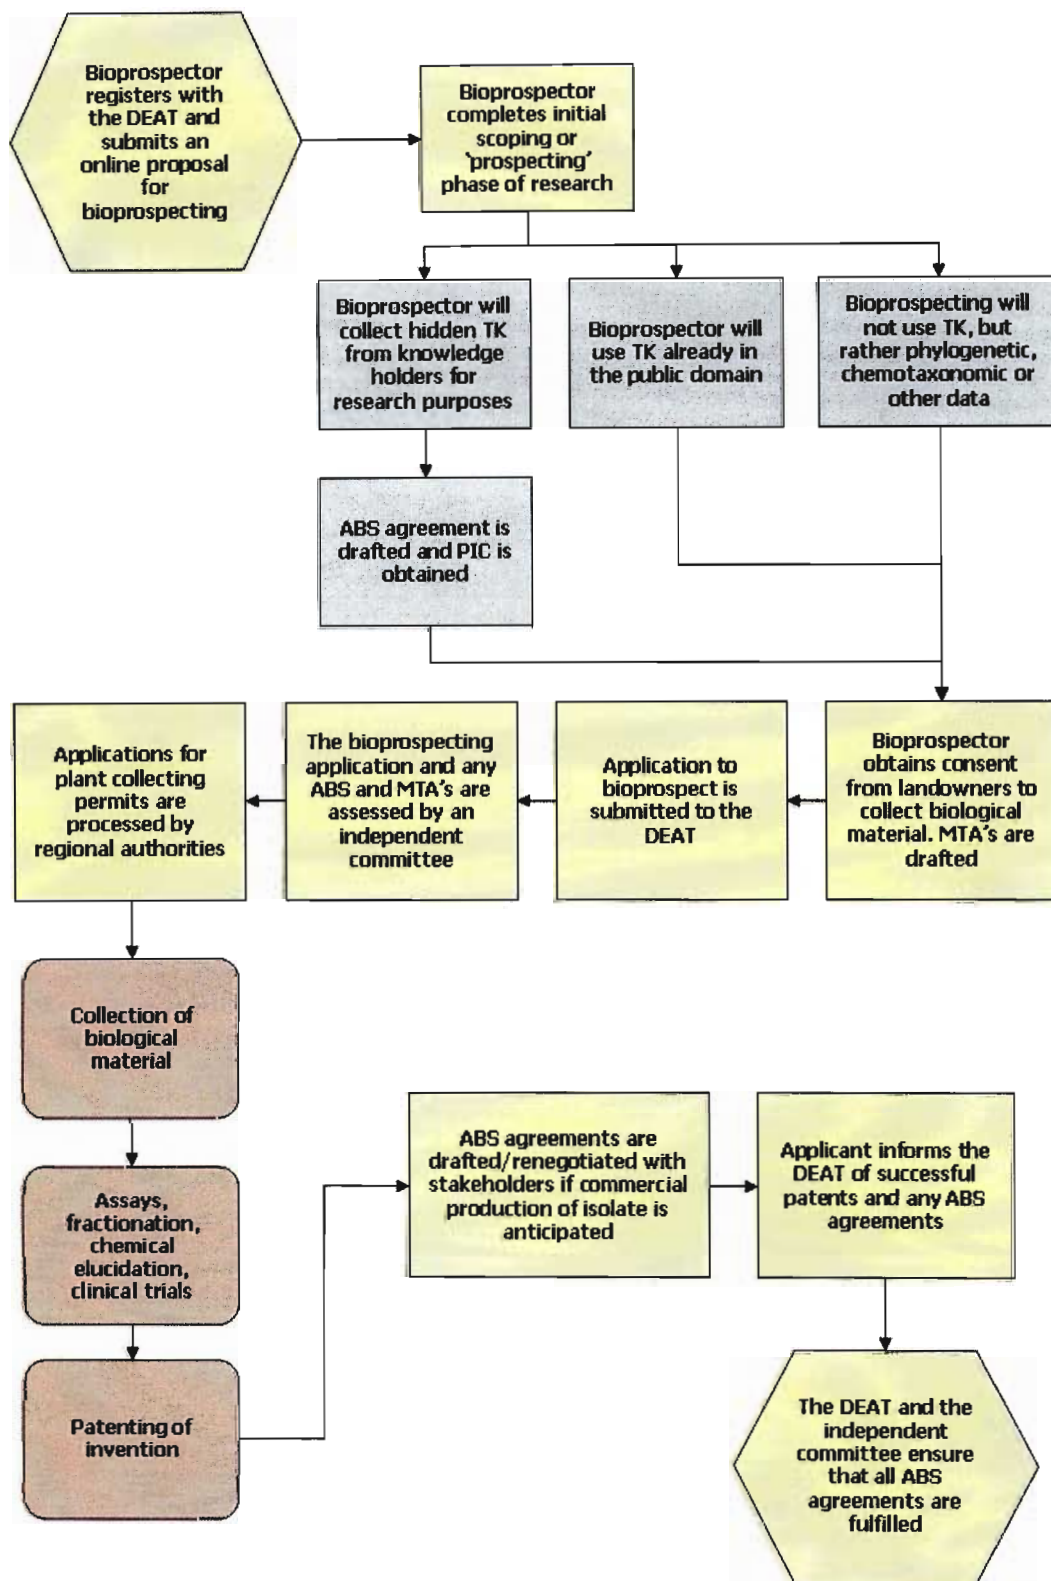 Bioprospector
registers with
the DEAT and
submits an
online proposal
for
bioprospecting
Bioprospector
completes initial
scoping or
'prospecting'
phase of research
Bioprospector will
collect hidden TK
from knowledge
holders for
research purposes
Bioprospector will
use TK already in
the public domain
Bioprospecting will
not use TK, but
rather phylogenetic,
chemotaxonomic or
other data
ABS agreement is
drafted and PIC is
obtained
Bioprospector
obtains consent
from landowners to
collect biological
material. MTA's are
drafted
Application to
bioprospect is
submitted to the
DEAT
The bioprospecting
application and any
ABS and MTA's are
assessed by an
independent
committee
Applications for
plant collecting
permits are
processed by
regional authorities
Collection of
biological
material
Assays,
fractionation,
chemical
elucidation,
clinical trials
Patenting of
invention
ABS agreements are
drafted/renegotiated with
stakeholders if commercial
production of isolate is
anticipated
Applicant informs the
DEAT of successful
patents and any ABS
agreements
The DEAT and the
independent
committee ensure
that all ABS
agreements are
fulfilled